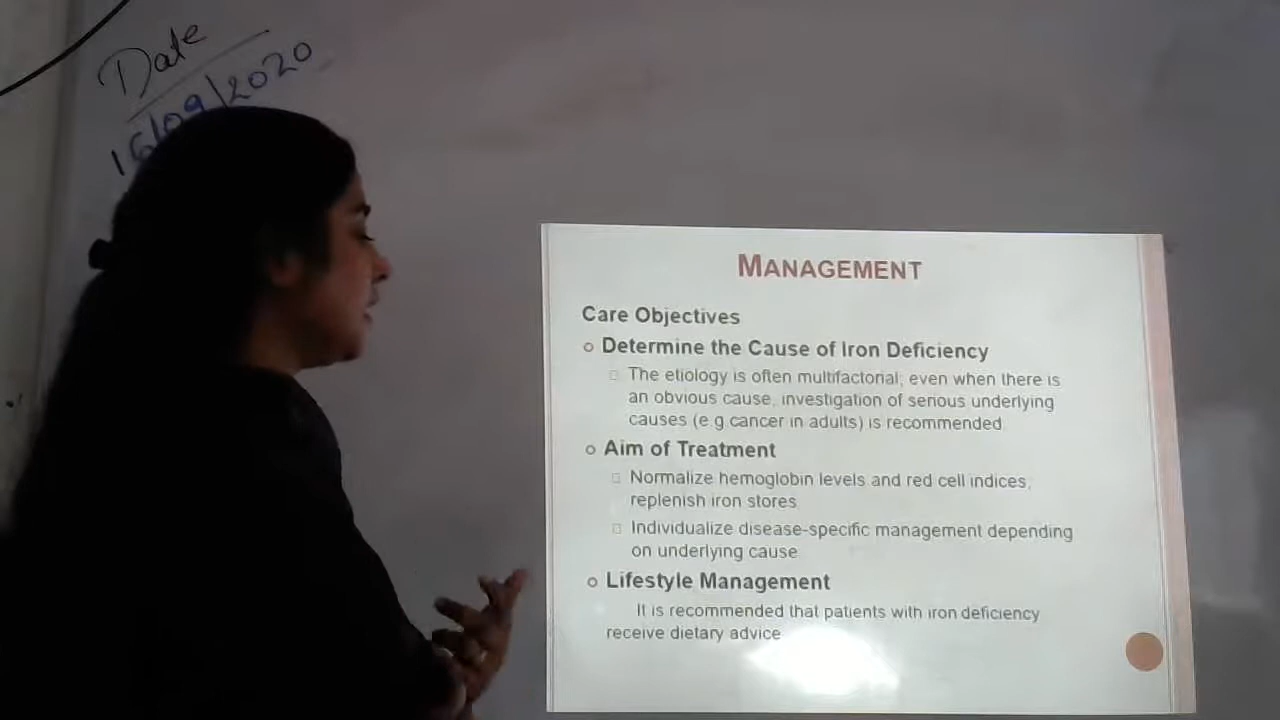 Date
16/09/2020
MANAGEMENT
Care Objectives
Determine the Cause of Iron Deficiency
The etiology is often multifactorial; even when there is
an obvious cause, investigation of serious underlying
causes (e.g cancer in adults) is recommended.
Aim of Treatment
Normalize hemoglobin levels and red cell indices,
replenish iron stores
Individualize disease-specific management depending
on underlying cause
Lifestyle Management
It is recommended that patients with iron deficiency
receive dietary advice